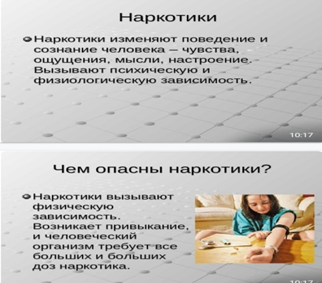 Наркотики
Наркотики изменяют поведение и
сознание человека – чувства,
ощущения, мысли, настроение.
Вызывают психическую и
физиологическую зависимость.
10:17
Чем опасны наркотики?
Наркотики вызывают
физическую
зависимость.
Возникает привыкание,
и человеческий
организм требует все
больших и больших
доз наркотика.
10:17